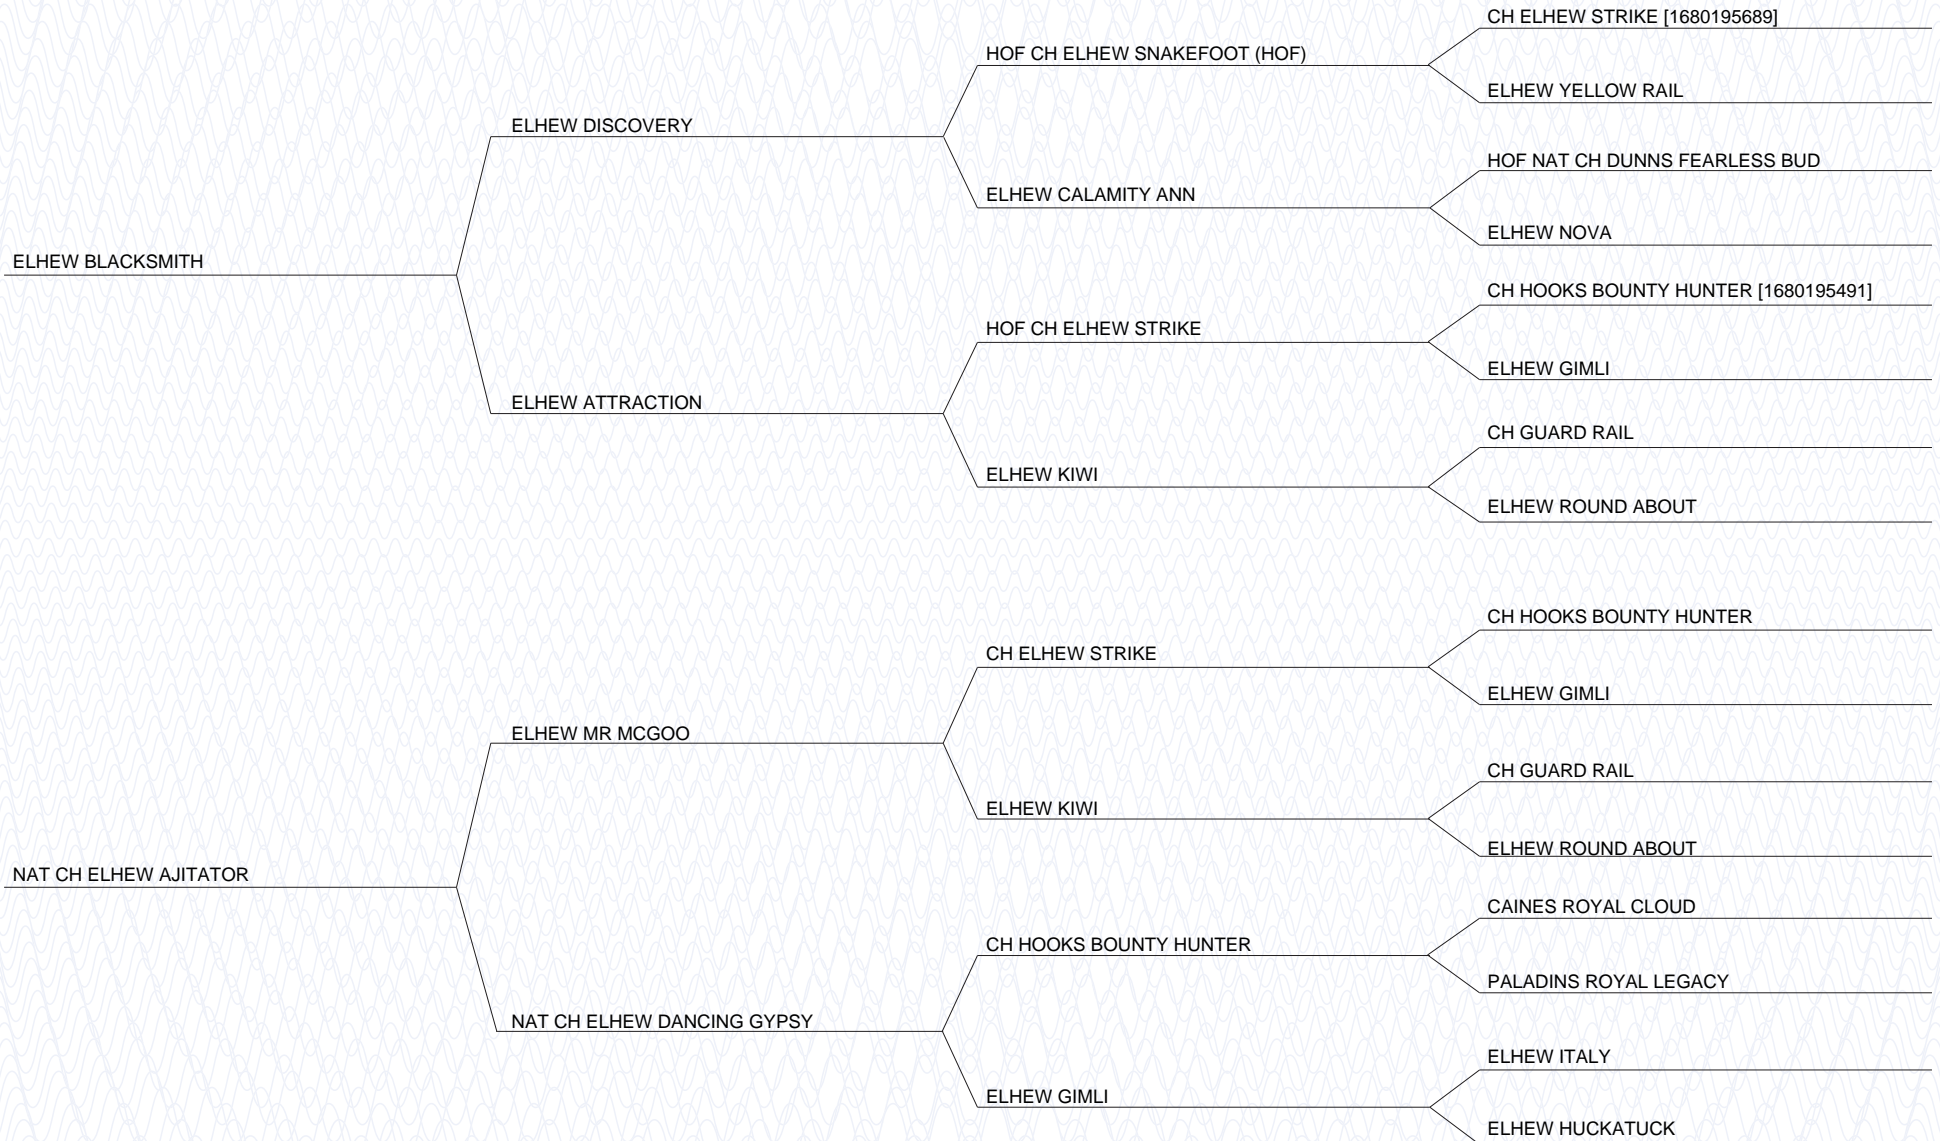 CH ELHEW STRIKE [1680195689]
HOF CH ELHEW SNAKEFOOT (HOF)
ELHEW YELLOW RAIL
ELHEW DISCOVERY
HOF NAT CH DUNNS FEARLESS BUD
ELHEW CALAMITY ANN
ELHEW NOVA
ELHEW BLACKSMITH
CH HOOKS BOUNTY HUNTER [1680195491]
HOF CH ELHEW STRIKE
ELHEW GIMLI
ELHEW ATTRACTION
CH GUARD RAIL
ELHEW KIWI
ELHEW ROUND ABOUT
CH HOOKS BOUNTY HUNTER
CH ELHEW STRIKE
ELHEW GIMLI
ELHEW MR MCGOO
CH GUARD RAIL
ELHEW KIWI
ELHEW ROUND ABOUT
NAT CH ELHEW AJITATOR
CAINES ROYAL CLOUD
CH HOOKS BOUNTY HUNTER
PALADINS ROYAL LEGACY
NAT CH ELHEW DANCING GYPSY
ELHEW ITALY
ELHEW GIMLI
ELHEW HUCKATUCK